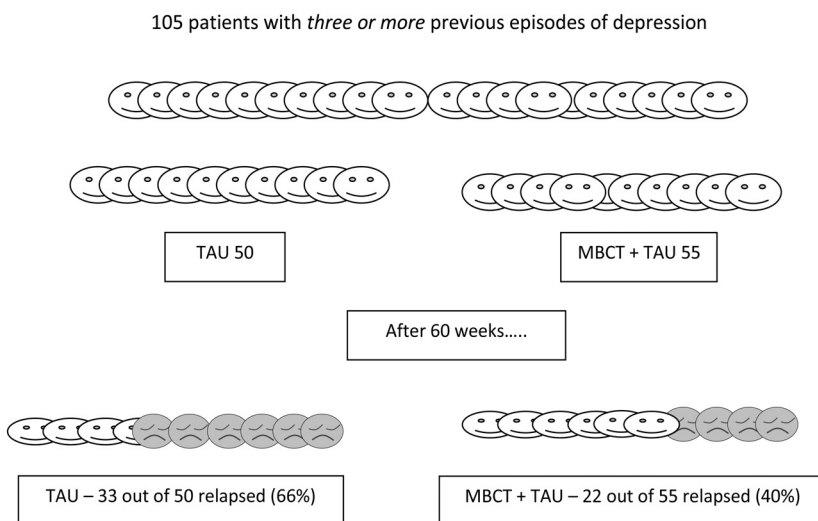 105 patients with three or more previous episodes of depression
TAU 50
MBCT + TAU 55
After 60 weeks…..
TAU – 33 out of 50 relapsed (66%)
MBCT + TAU – 22 out of 55 relapsed (40%)